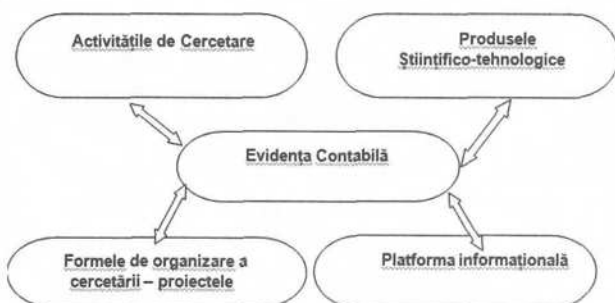 Activitățile de Cercetare
Produsele
Științifico-tehnologice
Evidența Contabilă
Formele de organizare a
cercetării – proiectele
Platforma informațională